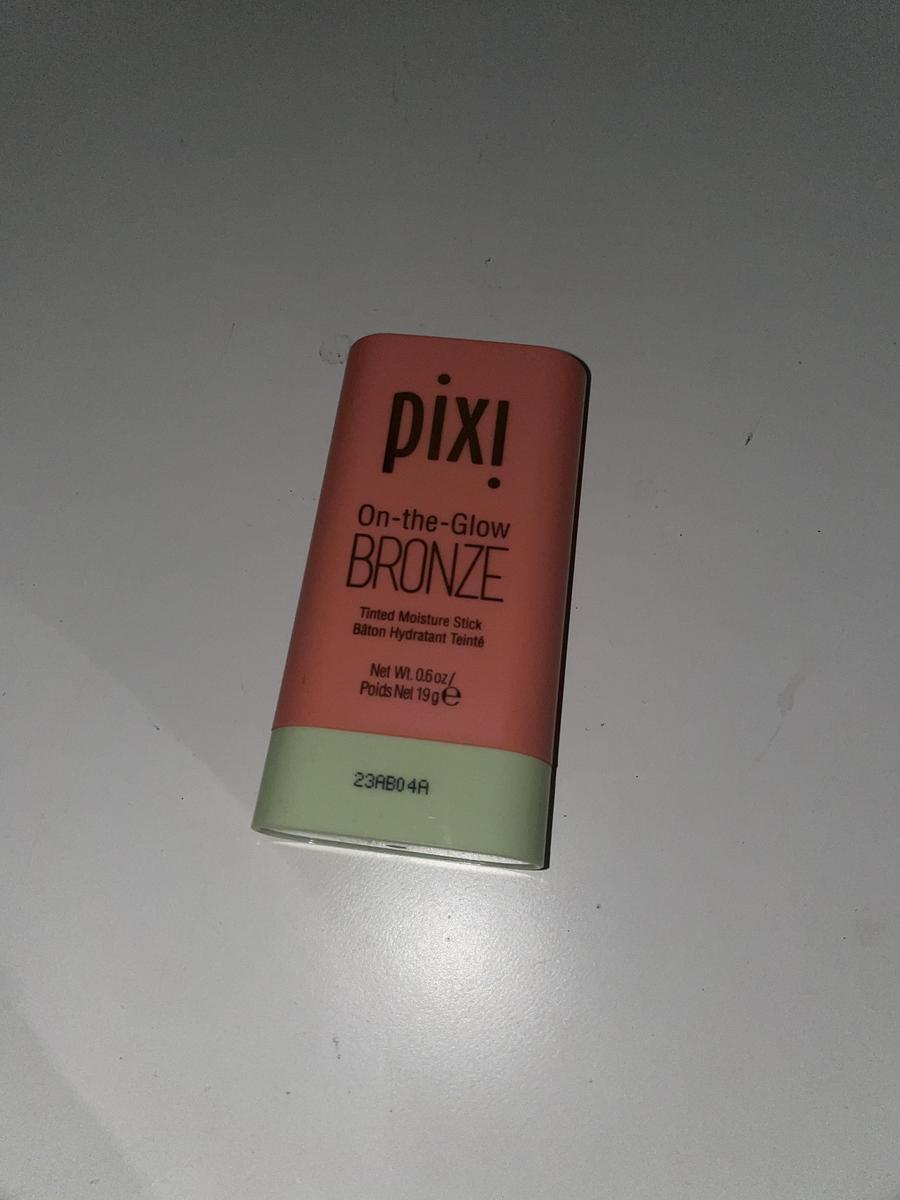 pixi
On-the-Glow
BRONZE
Tinted Moisture Stick
Bâton Hydratant Teinté
Net Wt. 0.6 oz/
Poids Net 19 g ℮
23AB04A